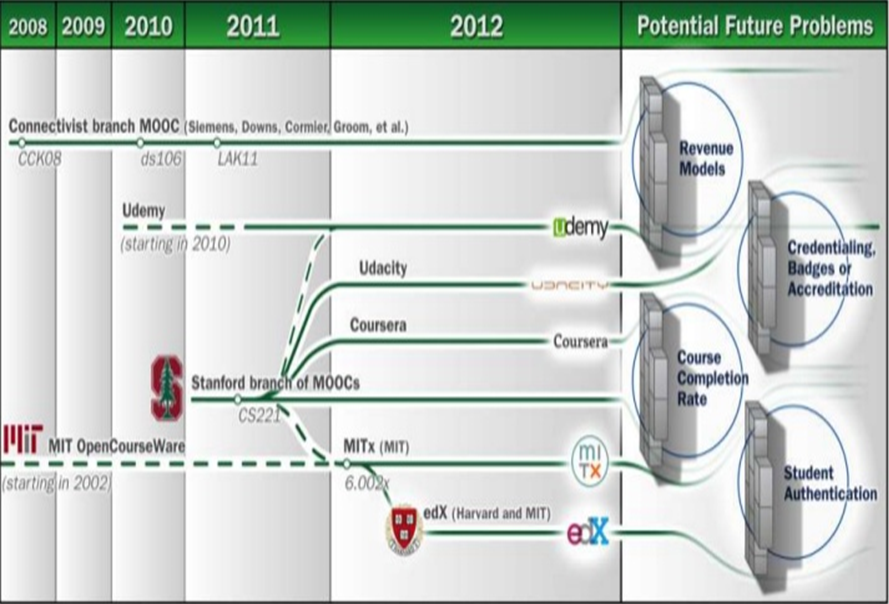 2008 2009 2010 2011 2012 Potential Future Problems
Connectivist branch MOOC (Siemens, Downs, Cormier, Groom, et al.)
CCK08 ds106 LAK11
Revenue
Models
Udemy
(starting in 2010)
udemy
Credentialing,
Badges or
Accreditation
Udacity
UDACITY
Coursera
Coursera
Course
Completion
Rate
S
Stanford branch of MOOCs
CS221
MIT MIT OpenCourseWare
(starting in 2002)
MITx (MIT)
6.002x
MI
TX
Student
Authentication
edX (Harvard and MIT)
edX